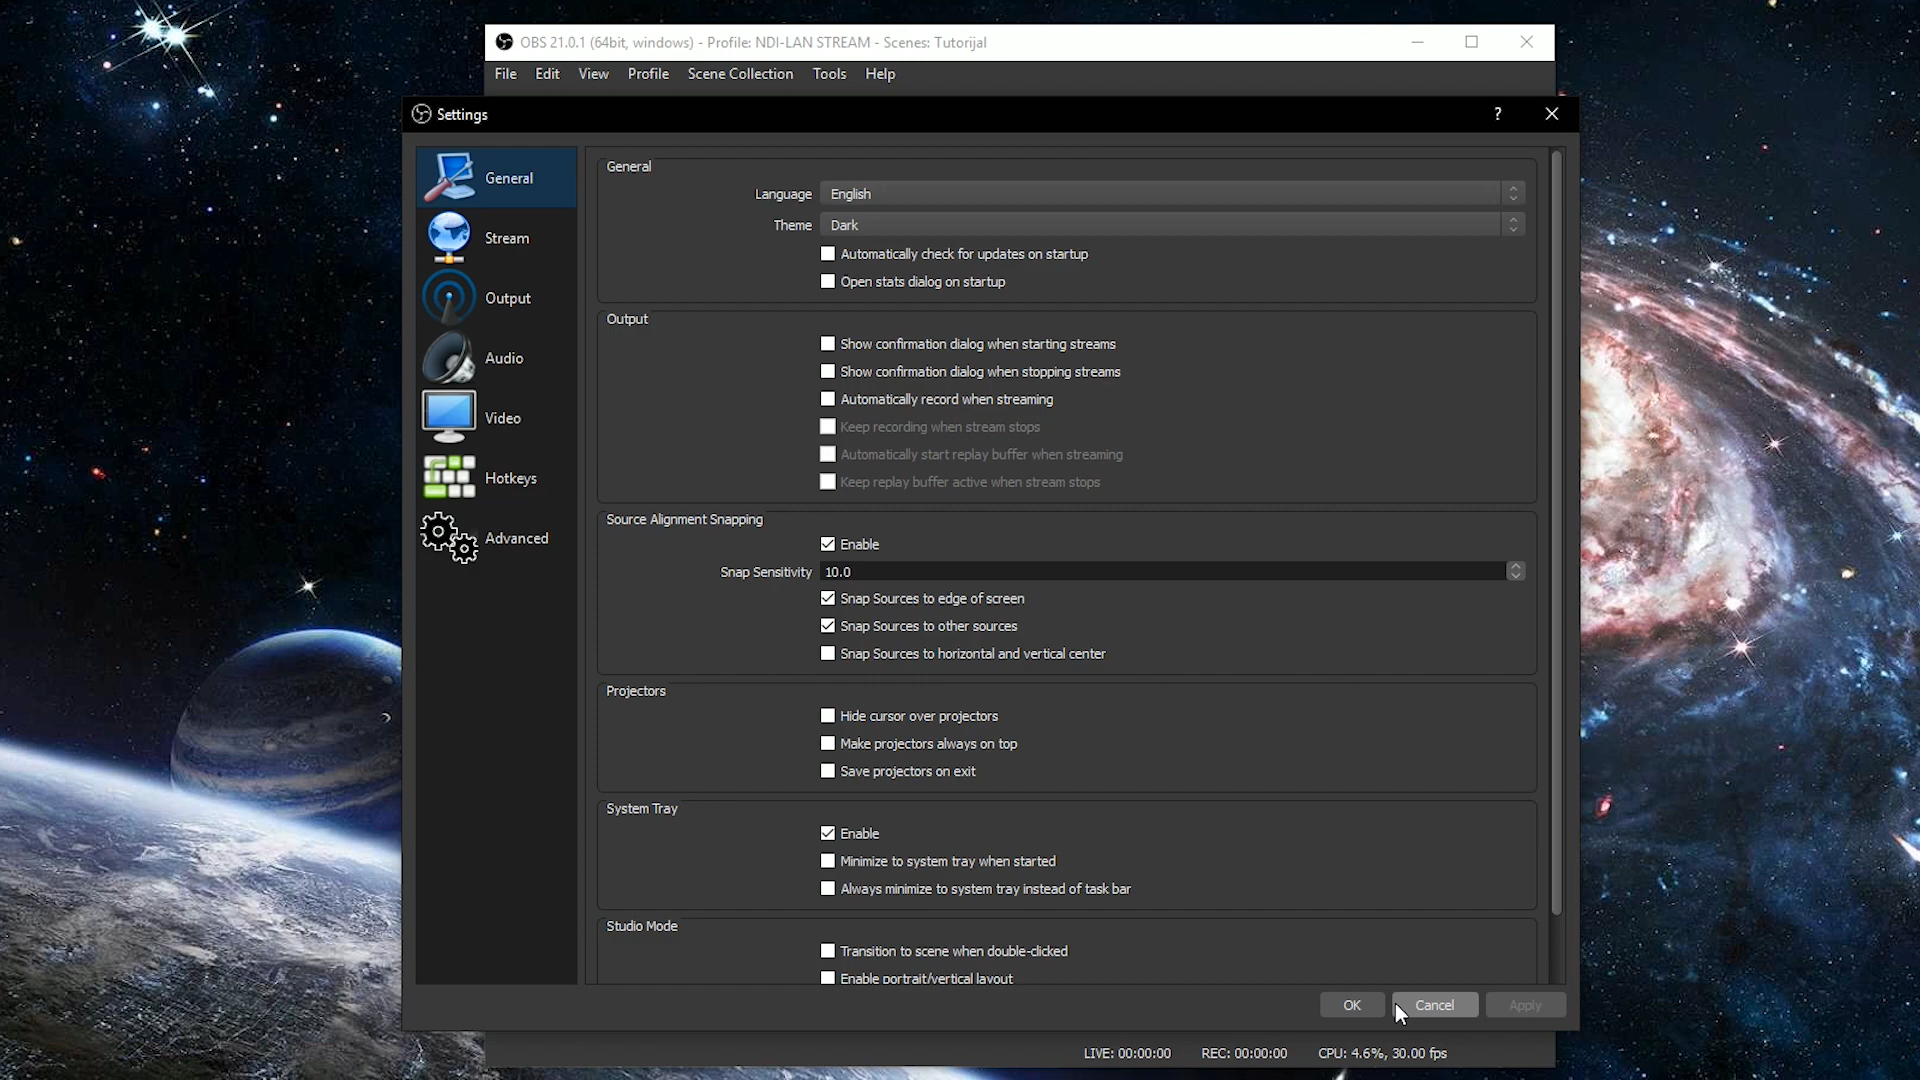 OBS 21.0.1 (64bit, windows) - Profile: NDI-LAN STREAM - Scenes: Tutorijal
File Edit View Profile Scene Collection Tools Help
Settings ?
General
Stream
Output
Audio
Video
Hotkeys
Advanced
General
Language English
Theme Dark
Automatically check for updates on startup
Open stats dialog on startup
Output
Show confirmation dialog when starting streams
Show confirmation dialog when stopping streams
Automatically record when streaming
Keep recording when stream stops
Automatically start replay buffer when streaming
Keep replay buffer active when stream stops
Source Alignment Snapping
Enable
Snap Sensitivity 10.0
Snap Sources to edge of screen
Snap Sources to other sources
Snap Sources to horizontal and vertical center
Projectors
Hide cursor over projectors
Make projectors always on top
Save projectors on exit
System Tray
Enable
Minimize to system tray when started
Always minimize to system tray instead of task bar
Studio Mode
Transition to scene when double-clicked
Enable portrait/vertical layout
OK Cancel Apply
LIVE: 00:00:00 REC: 00:00:00 CPU: 4.6%, 30.00 fps